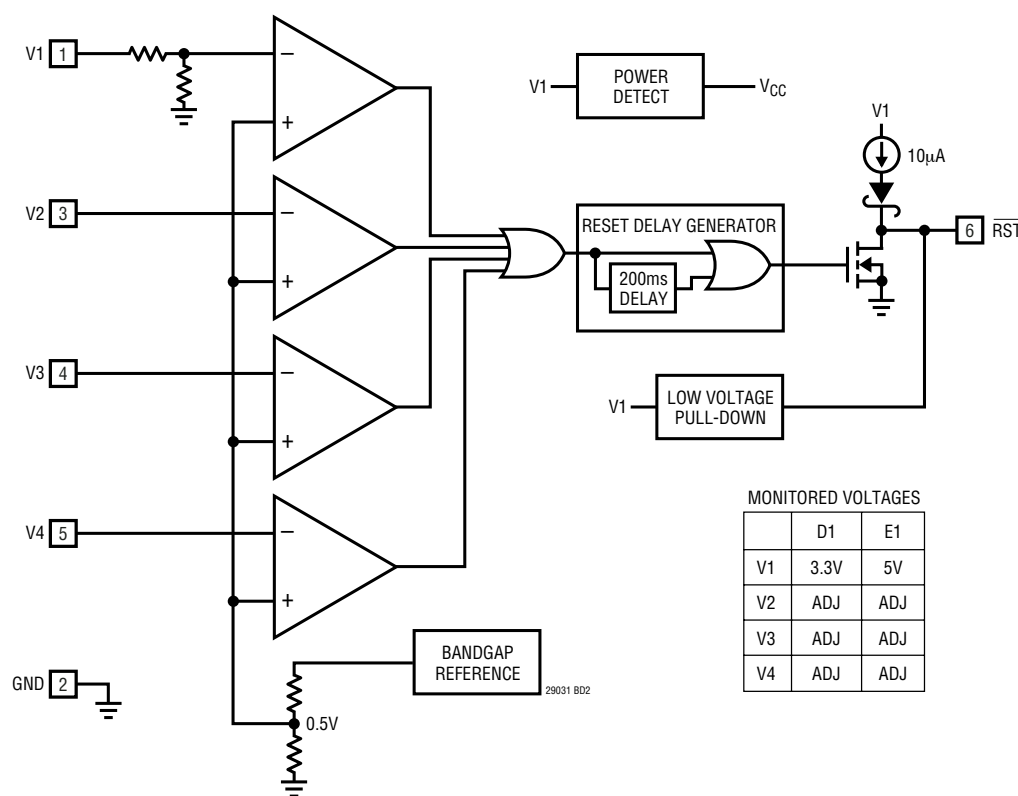 V1 1
−
+
V2 3
−
+
V3 4
−
+
V4 5
−
+
GND 2
BANDGAP
REFERENCE
29031 BD2
0.5V
V1
POWER
DETECT
VCC
V1
10µA
RESET DELAY GENERATOR
200ms
DELAY
6 RST
V1
LOW VOLTAGE
PULL-DOWN
MONITORED VOLTAGES
D1 E1
V1 3.3V 5V
V2 ADJ ADJ
V3 ADJ ADJ
V4 ADJ ADJ